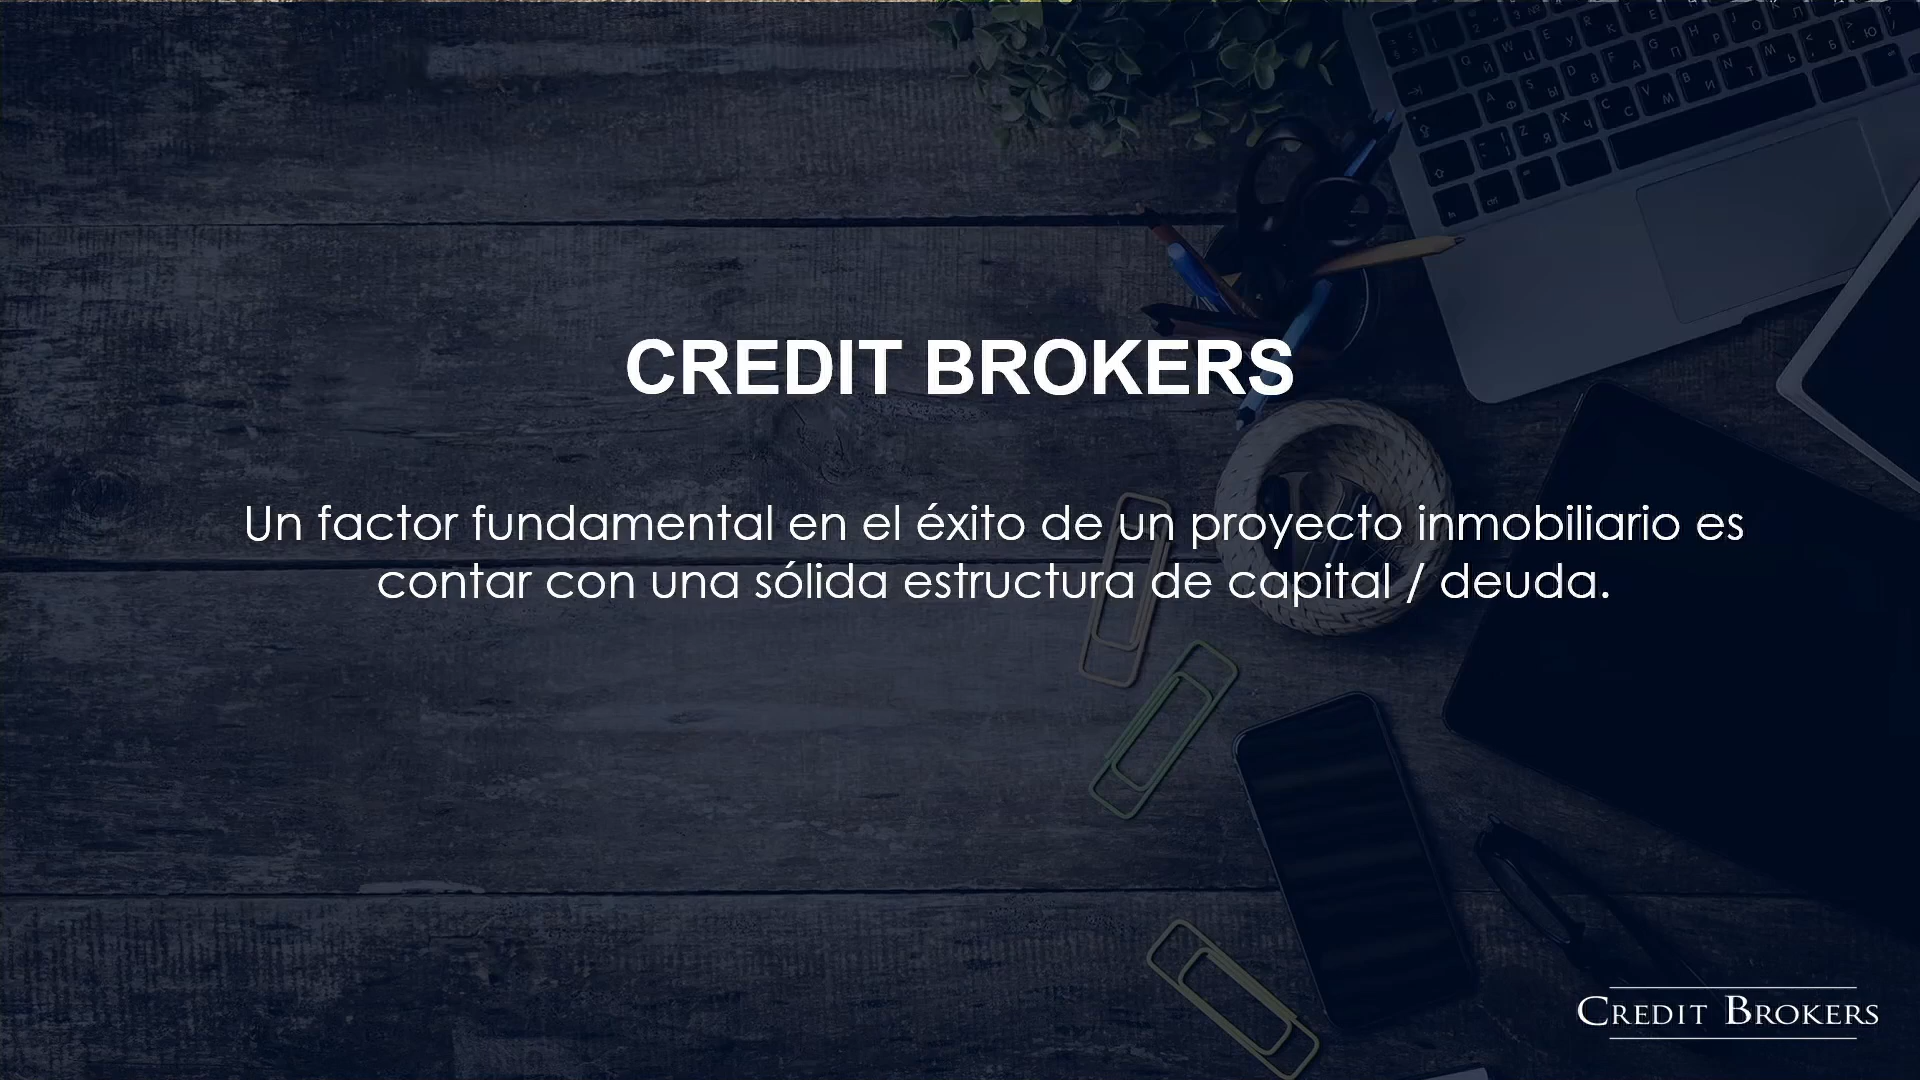 CREDIT BROKERS
Un factor fundamental en el éxito de un proyecto inmobiliario es
contar con una sólida estructura de capital / deuda.
CREDIT BROKERS